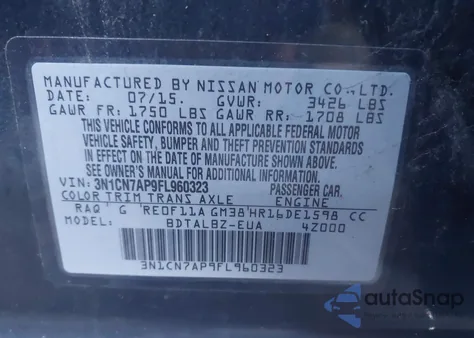 MANUFACTURED BY NISSAN MOTOR CO.,LTD.
DATE: 07/15. GVWR: 3426 LBS
GAWR FR: 1750 LBS GAWR RR: 1708 LBS
THIS VEHICLE CONFORMS TO ALL APPLICABLE FEDERAL MOTOR
VEHICLE SAFETY, BUMPER AND THEFT PREVENTION STANDARDS
IN EFFECT ON THE DATE OF MANUFACTURE SHOWN ABOVE.
SEE OWNER'S MANUAL FOR ADDITIONAL INFORMATION.
VIN: 3N1CN7AP9FL960323 PASSENGER CAR.
COLOR TRIM TRANS AXLE ENGINE
RAQ G RE0F11A GM38 HR16DE1598 CC
MODEL: BDTALBZ-EUA 4Z000
3N1CN7AP9FL960323
autaSnap